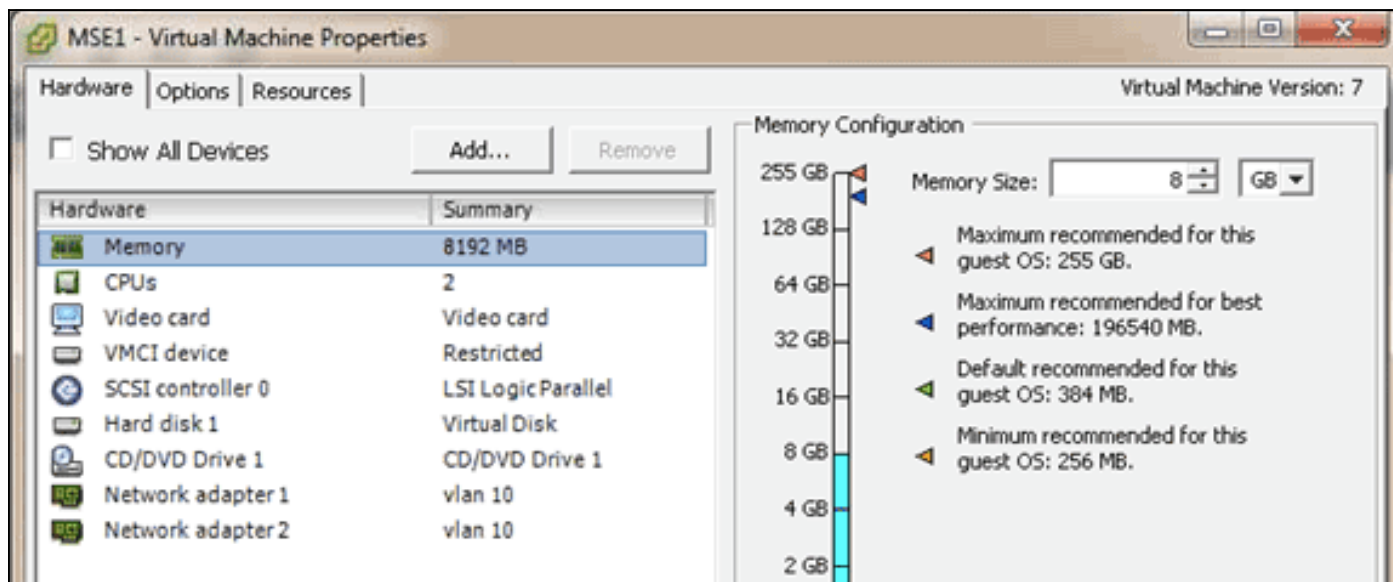 MSE1 - Virtual Machine Properties
Hardware Options Resources
Virtual Machine Version: 7
Show All Devices
Add...
Remove
Hardware Summary
Memory 8192 MB
CPUs 2
Video card Video card
VMCI device Restricted
SCSI controller 0 LSI Logic Parallel
Hard disk 1 Virtual Disk
CD/DVD Drive 1 CD/DVD Drive 1
Network adapter 1 vlan 10
Network adapter 2 vlan 10
Memory Configuration
255 GB
128 GB
64 GB
32 GB
16 GB
8 GB
4 GB
2 GB
Memory Size: 8 GB
Maximum recommended for this
guest OS: 255 GB.
Maximum recommended for best
performance: 196540 MB.
Default recommended for this
guest OS: 384 MB.
Minimum recommended for this
guest OS: 256 MB.